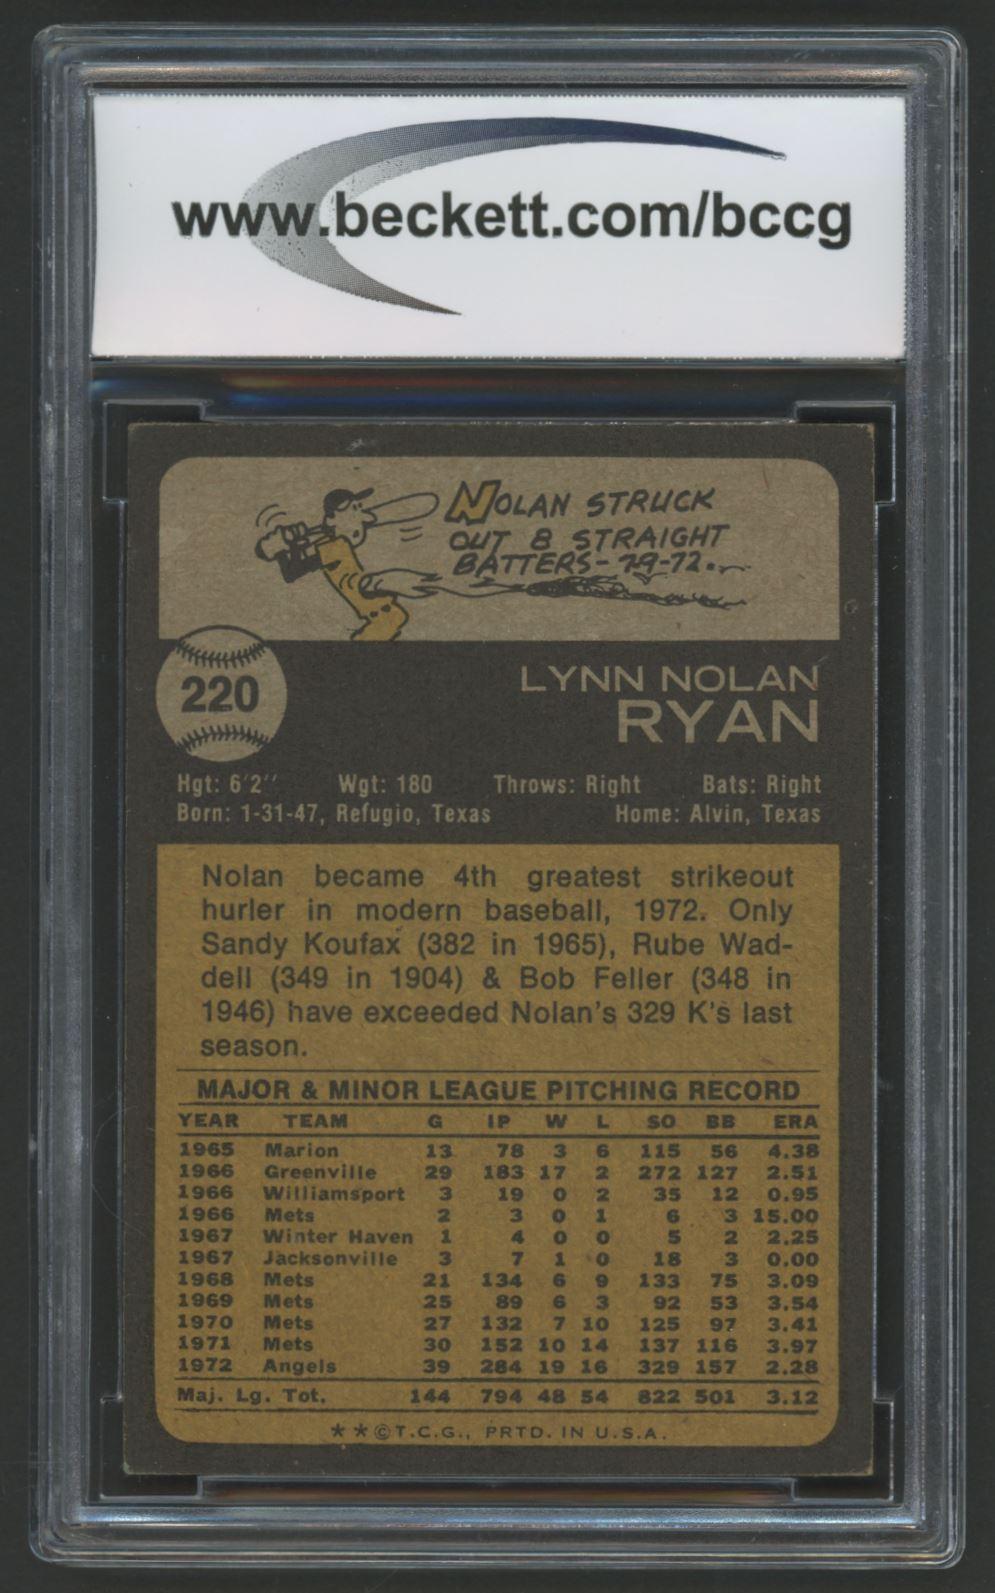 www.beckett.com/bccg
NOLAN STRUCK
OUT 8 STRAIGHT
BATTERS-7-9-72..
220
LYNN NOLAN
RYAN
Hgt: 6'2'' Wgt: 180 Throws: Right Bats: Right
Born: 1-31-47, Refugio, Texas Home: Alvin, Texas
Nolan became 4th greatest strikeout
hurler in modern baseball, 1972. Only
Sandy Koufax (382 in 1965), Rube Wad-
dell (349 in 1904) & Bob Feller (348 in
1946) have exceeded Nolan's 329 K's last
season.
MAJOR & MINOR LEAGUE PITCHING RECORD
YEAR TEAM G IP W L SO BB ERA
1965 Marion 13 78 3 6 115 56 4.38
1966 Greenville 29 183 17 2 272 127 2.51
1966 Williamsport 3 19 0 2 35 12 0.95
1966 Mets 2 3 0 1 6 3 15.00
1967 Winter Haven 1 4 0 0 5 2 2.25
1967 Jacksonville 3 7 1 0 18 3 0.00
1968 Mets 21 134 6 9 133 75 3.09
1969 Mets 25 89 6 3 92 53 3.54
1970 Mets 27 132 7 10 125 97 3.41
1971 Mets 30 152 10 14 137 116 3.97
1972 Angels 39 284 19 16 329 157 2.28
Maj. Lg. Tot. 144 794 48 54 822 501 3.12
**©T.C.G., PRTD. IN U.S.A.